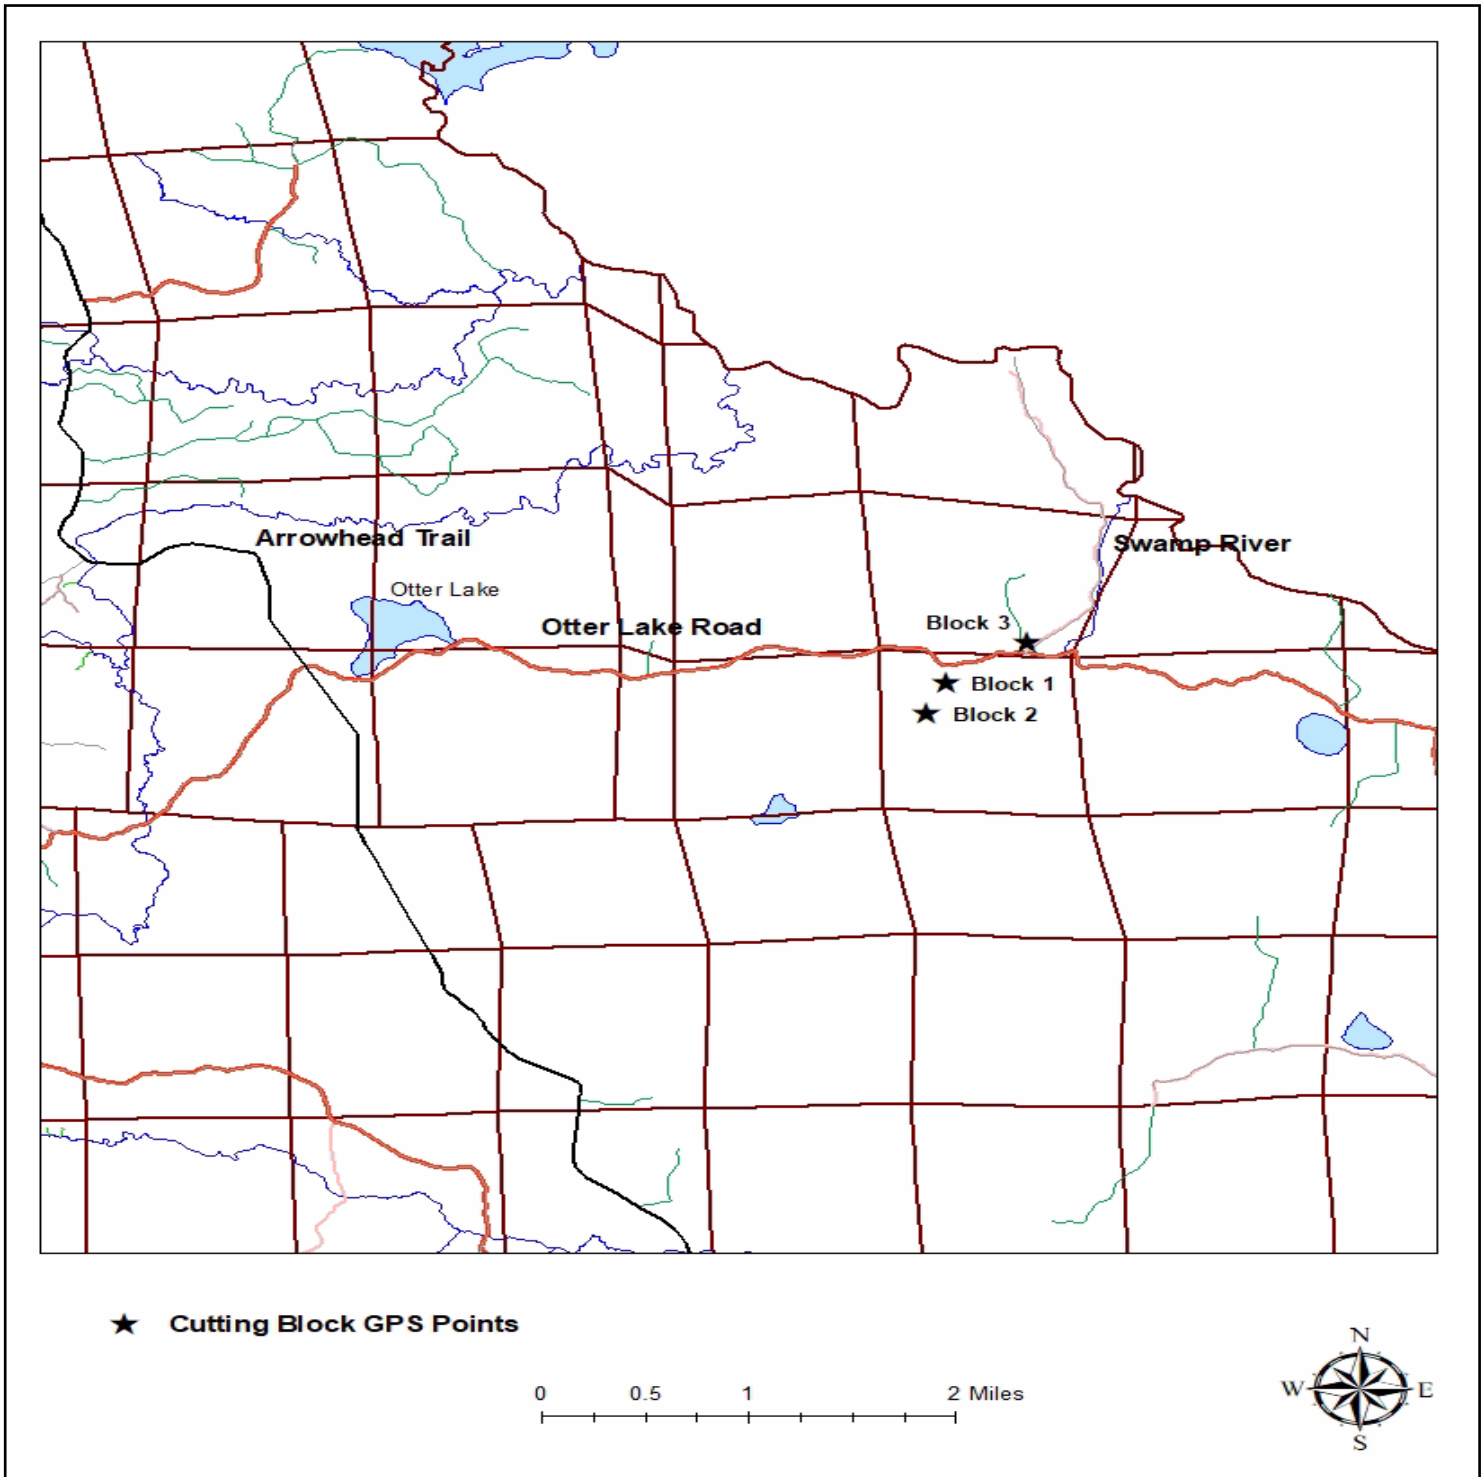 Arrowhead Trail
Swamp River
Otter Lake
Block 3
Otter Lake Road
Block 1
Block 2
Cutting Block GPS Points
N
W E
S
0 0.5 1 2 Miles